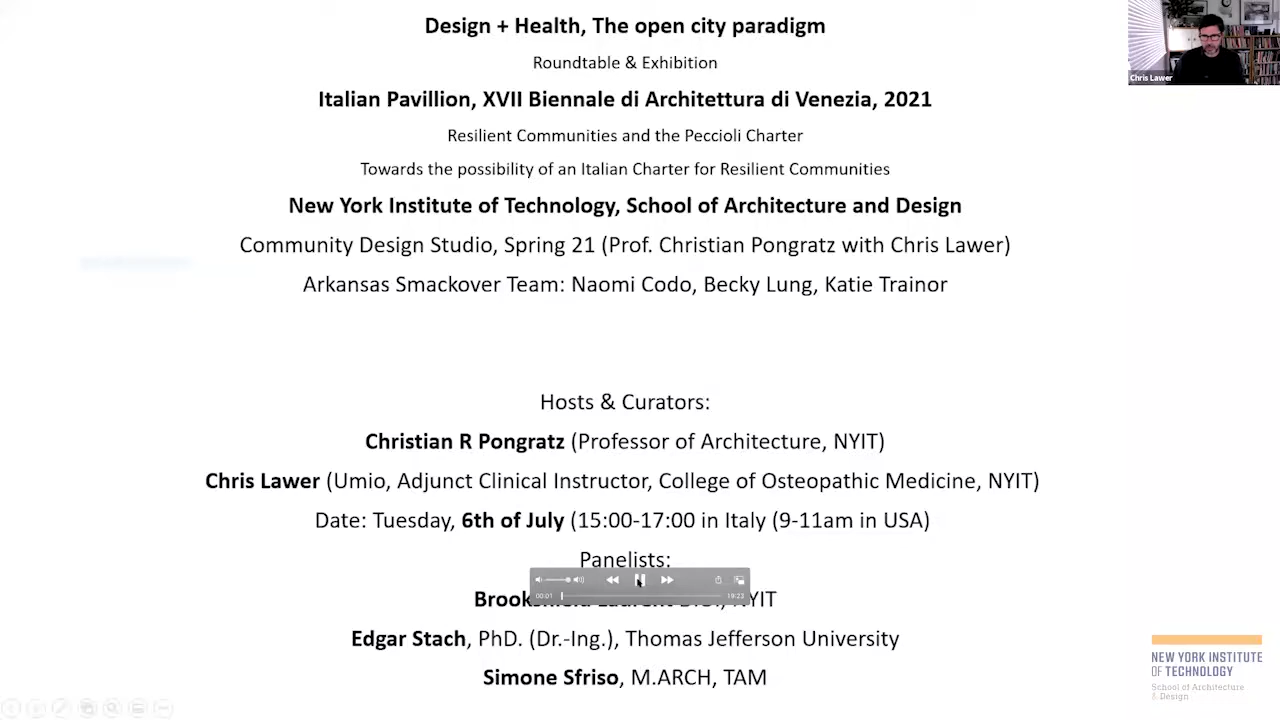 Design + Health, The open city paradigm
Roundtable & Exhibition
Italian Pavillion, XVII Biennale di Architettura di Venezia, 2021
Resilient Communities and the Peccioli Charter
Towards the possibility of an Italian Charter for Resilient Communities
New York Institute of Technology, School of Architecture and Design
Community Design Studio, Spring 21 (Prof. Christian Pongratz with Chris Lawer)
Arkansas Smackover Team: Naomi Codo, Becky Lung, Katie Trainor
Hosts & Curators:
Christian R Pongratz (Professor of Architecture, NYIT)
Chris Lawer (Umio, Adjunct Clinical Instructor, College of Osteopathic Medicine, NYIT)
Date: Tuesday, 6th of July (15:00-17:00 in Italy (9-11am in USA)
Panelists:
NYIT
Edgar Stach, PhD. (Dr.-Ing.), Thomas Jefferson University
Simone Sfriso, M.ARCH, TAM
00:01
19:23
Chris Lawer
NEW YORK INSTITUTE
OF TECHNOLOGY
School of Architecture
& Design